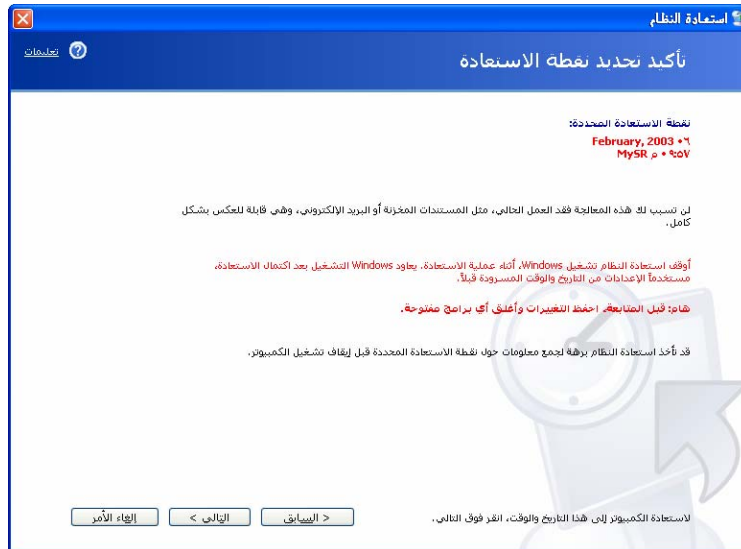 استعادة النظام
تأكيد تحديد نقطة الاستعادة
تعليمات
نقطة الاستعادة المحددة:
٠٦ February, 2003
٠٩:٥٧ م MySR
لن تسبب لك هذه المعالجة فقد العمل الحالي، مثل المستندات المخزنة أو البريد الإلكتروني، وهي قابلة للعكس بشكل
كامل.
أوقف استعادة النظام تشغيل Windows، أثناء عملية الاستعادة. يعاود Windows التشغيل بعد اكتمال الاستعادة،
مستخدماً الإعدادات من التاريخ والوقت المسرودة قبلاً.
هام: قبل المتابعة، احفظ التغييرات وأغلق أي برامج مفتوحة.
قد تأخذ استعادة النظام برهة لجمع معلومات حول نقطة الاستعادة المحددة قبل إيقاف تشغيل الكمبيوتر.
لاستعادة الكمبيوتر إلى هذا التاريخ والوقت، انقر فوق التالي.
< السابق
التالي >
إلغاء الأمر